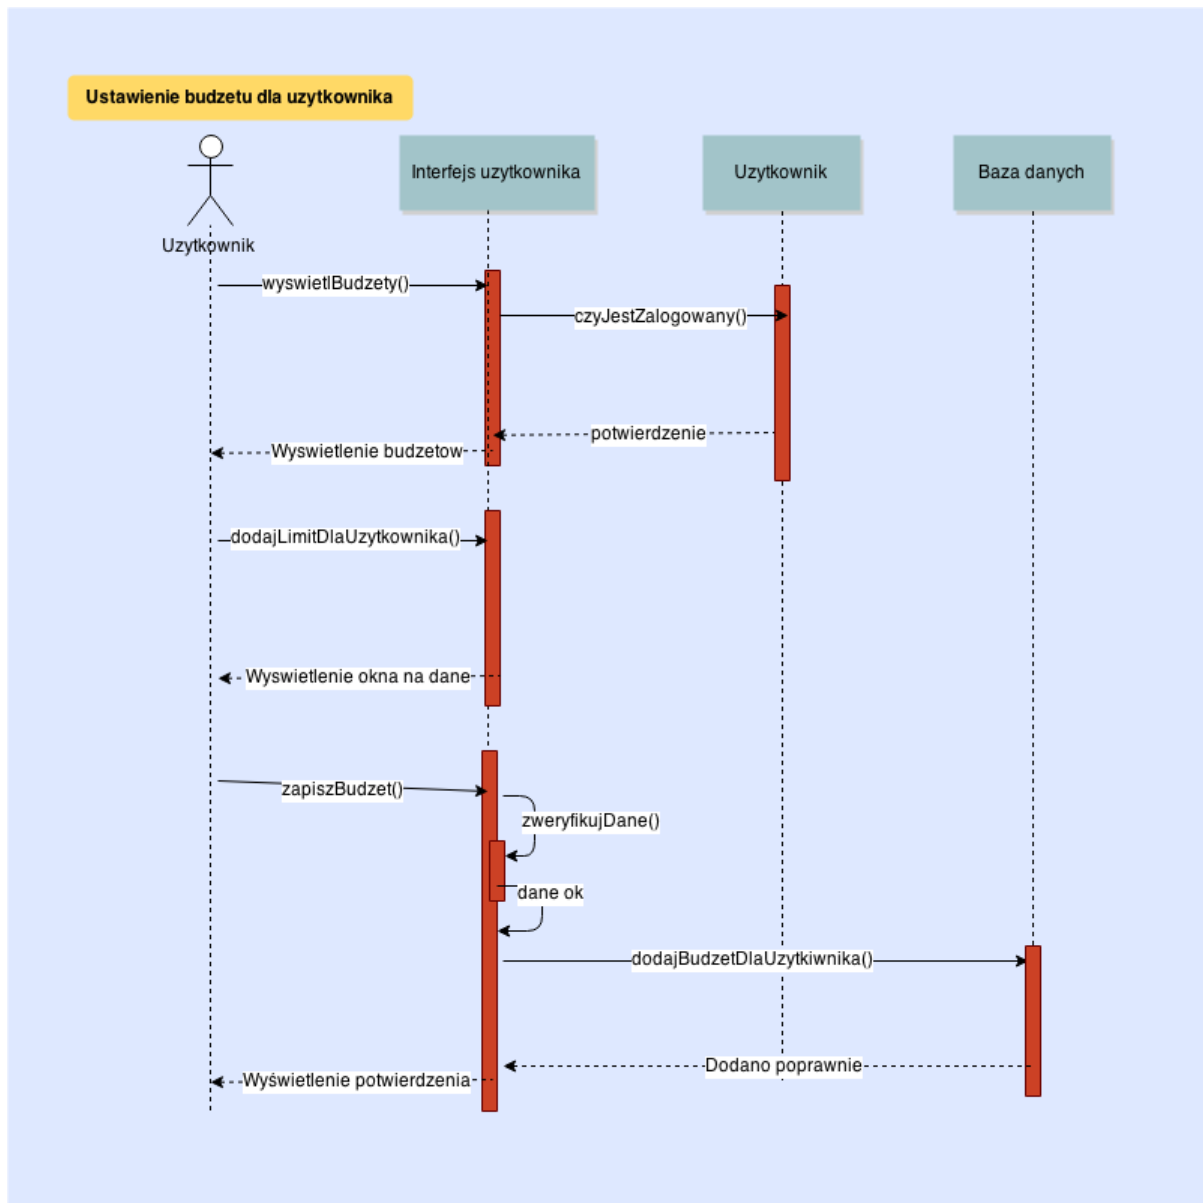 Ustawienie budzetu dla uzytkownika
Interfejs uzytkownika
Uzytkownik
Baza danych
Uzytkownik
wyswietlBudzety()
czyJestZalogowany()
potwierdzenie
Wyswietlenie budzetow
dodajLimitDlaUzytkownika()
Wyswietlenie okna na dane
zapiszBudzet()
zweryfikujDane()
dane ok
dodajBudzetDlaUzytkiwnika()
Dodano poprawnie
Wyświetlenie potwierdzenia